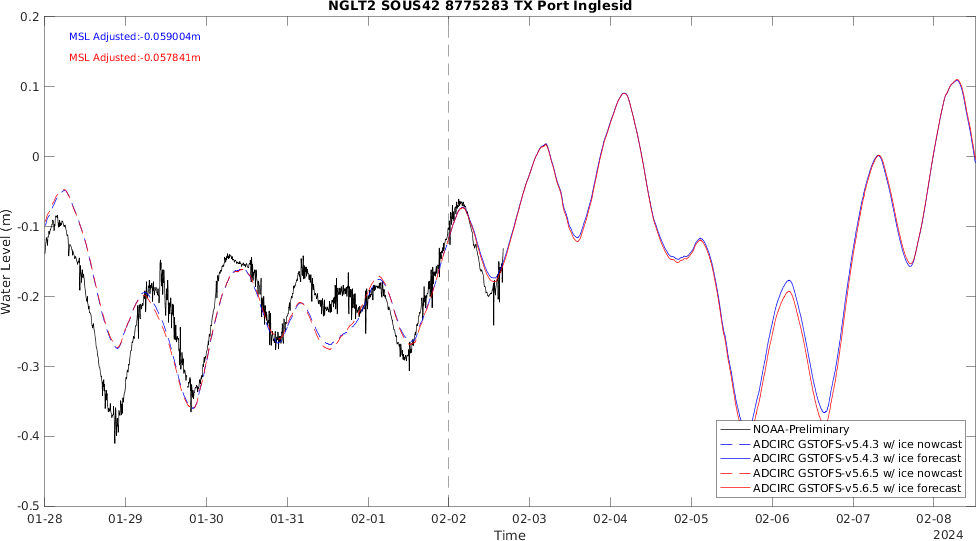 NGLT2 SOUS42 8775283 TX Port Inglesid
MSL Adjusted:-0.059004m
MSL Adjusted:-0.057841m
Water Level (m)
0.2
0.1
0
-0.1
-0.2
-0.3
-0.4
-0.5
NOAA-Preliminary
ADCIRC GSTOFS-v5.4.3 w/ ice nowcast
ADCIRC GSTOFS-v5.4.3 w/ ice forecast
ADCIRC GSTOFS-v5.6.5 w/ ice nowcast
ADCIRC GSTOFS-v5.6.5 w/ ice forecast
01-28 01-29 01-30 01-31 02-01 02-02 02-03 02-04 02-05 02-06 02-07 02-08
Time
2024